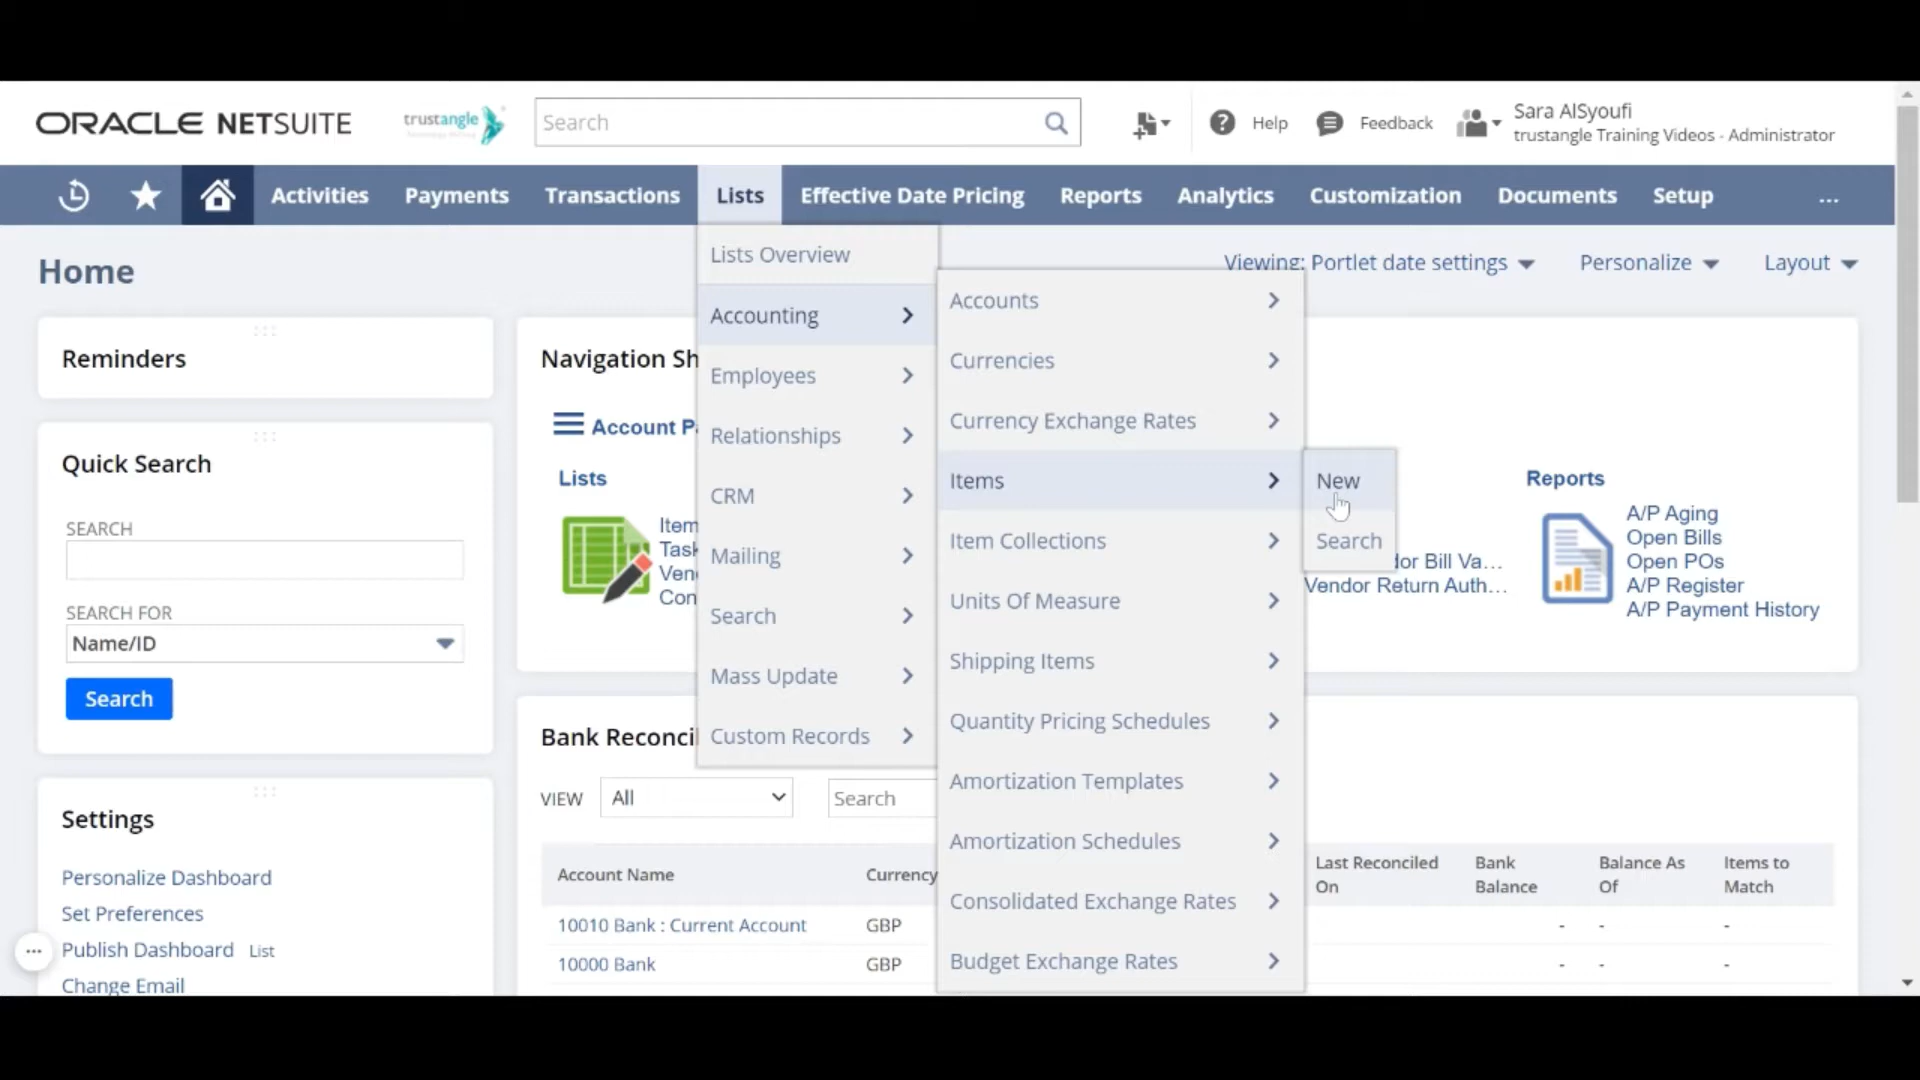 ORACLE NETSUITE
trustangle
Search
Help
Feedback
Sara AlSyoufi
trustangle Training Videos - Administrator
Activities
Payments
Transactions
Lists
Effective Date Pricing
Reports
Analytics
Customization
Documents
Setup
...
Home
Viewing: Portlet date settings
Personalize
Layout
Lists Overview
Accounting
Employees
Relationships
CRM
Mailing
Search
Mass Update
Custom Records
Accounts
Currencies
Currency Exchange Rates
Items
Item Collections
Units Of Measure
Shipping Items
Quantity Pricing Schedules
Amortization Templates
Amortization Schedules
Consolidated Exchange Rates
Budget Exchange Rates
New
Search
Reminders
Quick Search
SEARCH
SEARCH FOR
Name/ID
Search
Settings
Personalize Dashboard
Set Preferences
Publish Dashboard List
Change Email
Navigation Sh
Account P
Lists
Item
Task
Ven
Con
dor Bill Va...
Vendor Return Auth...
Reports
A/P Aging
Open Bills
Open POs
A/P Register
A/P Payment History
Bank Reconci
VIEW
All
Search
Account Name
Currency
Last Reconciled On
Bank Balance
Balance As Of
Items to Match
10010 Bank : Current Account
GBP
- - -
10000 Bank
GBP
- - -